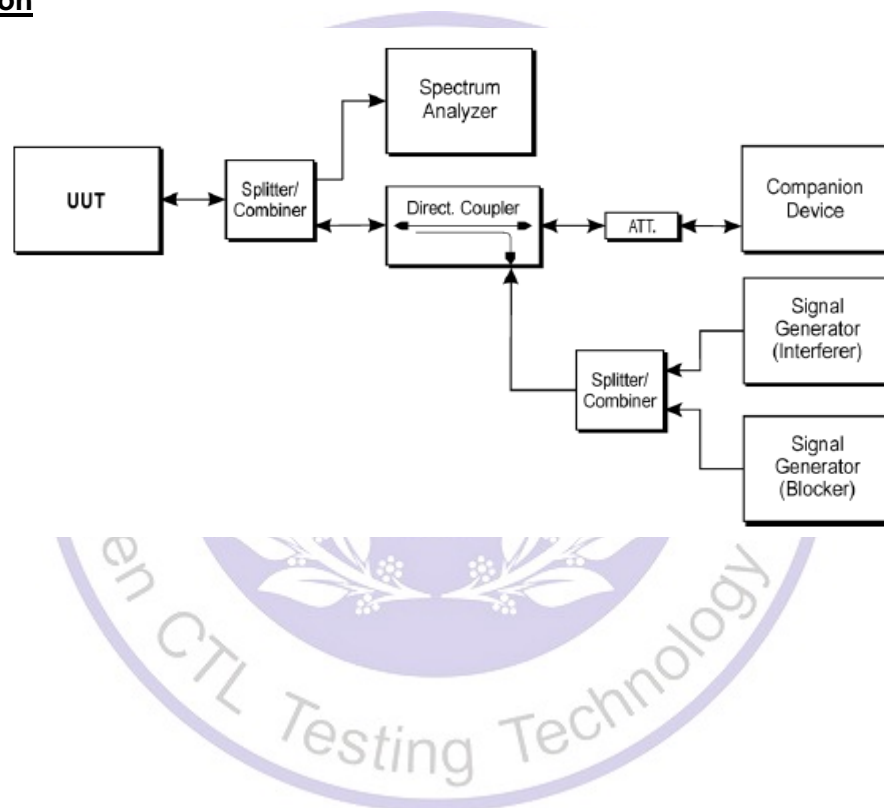 on
Spectrum
Analyzer
UUT
Splitter/
Combiner
Direct. Coupler
ATT.
Companion
Device
Signal
Generator
(Interferer)
Splitter/
Combiner
Signal
Generator
(Blocker)
en CTL Testing Technology